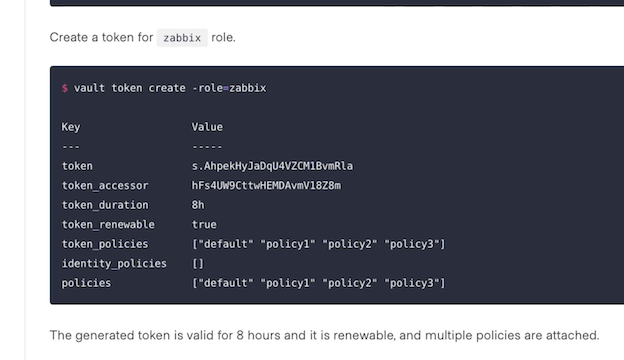 Create a token for zabbix role.
$ vault token create -role=zabbix
Key Value
--- -----
token s.AhpekHyJaDqU4VZCM1BvmRla
token_accessor hFs4UW9CttwHEMDAvmV18Z8m
token_duration 8h
token_renewable true
token_policies ["default" "policy1" "policy2" "policy3"]
identity_policies []
policies ["default" "policy1" "policy2" "policy3"]
The generated token is valid for 8 hours and it is renewable, and multiple policies are attached.